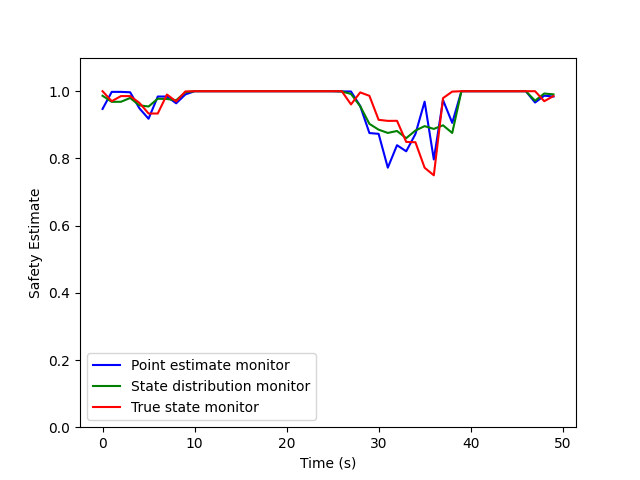 1.0
0.8
0.6
0.4
0.2
0.0
Safety Estimate
Point estimate monitor
State distribution monitor
True state monitor
0 10 20 30 40 50
Time (s)